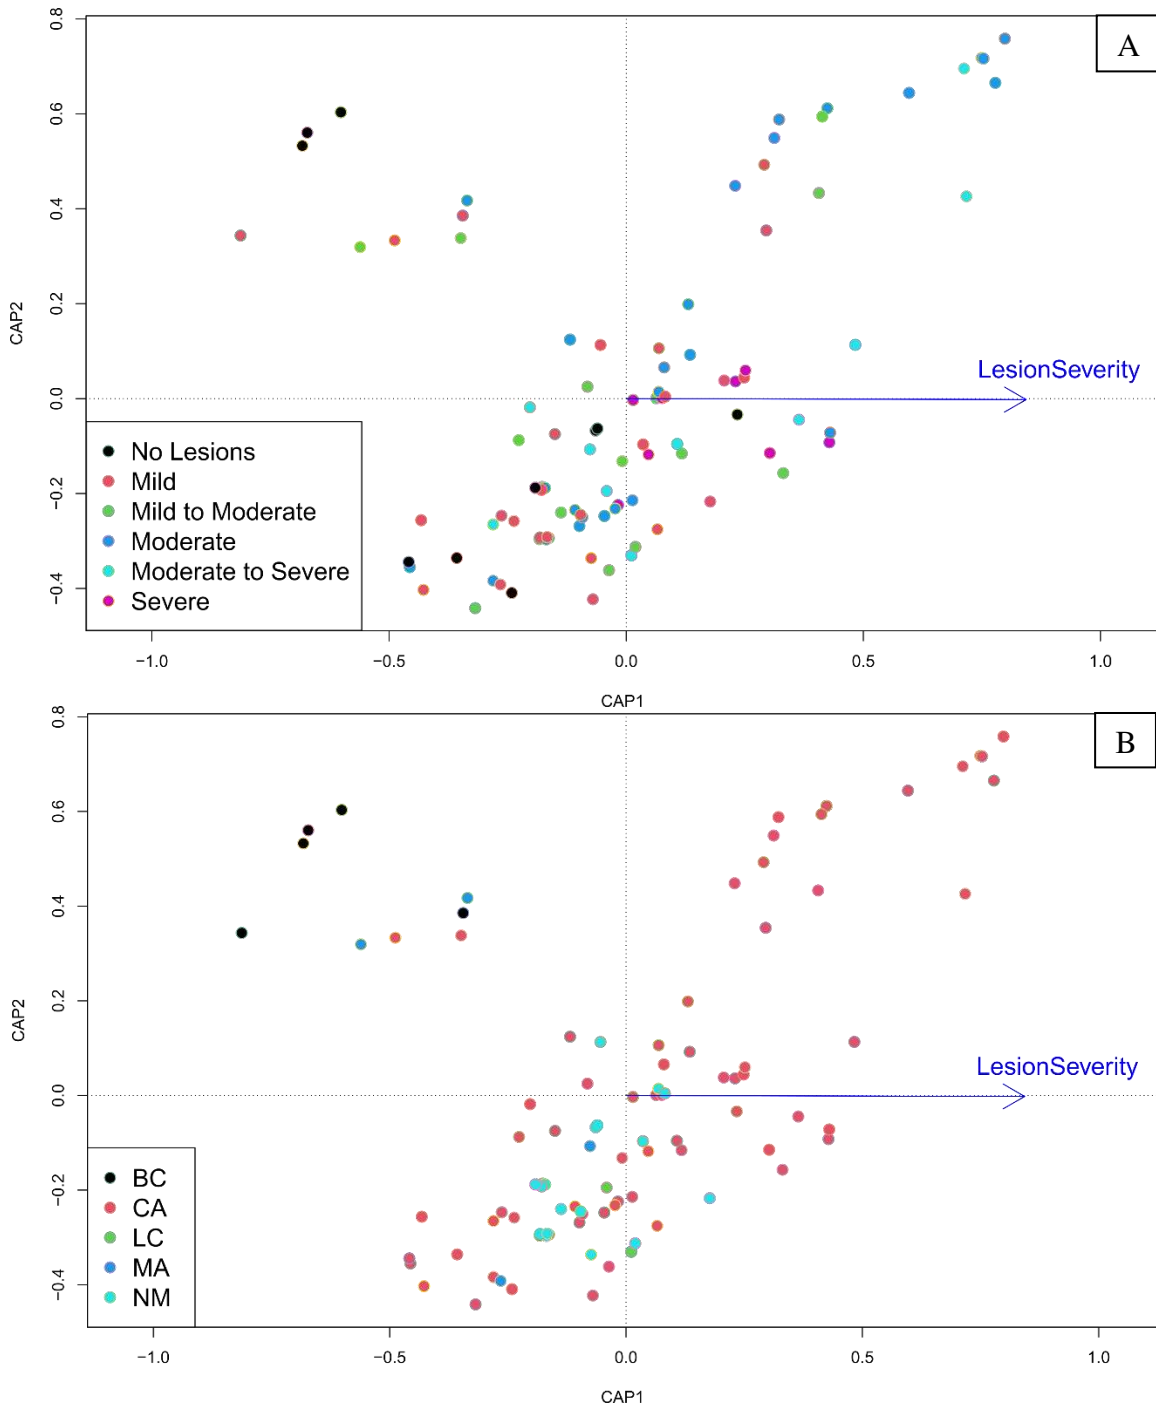 A
0.8
0.6
0.4
0.2
0.0
−0.2
−0.4
CAP2
LesionSeverity
No Lesions
Mild
Mild to Moderate
Moderate
Moderate to Severe
Severe
−1.0 −0.5 0.0 0.5 1.0
CAP1
B
0.8
0.6
0.4
0.2
0.0
−0.2
−0.4
CAP2
LesionSeverity
BC
CA
LC
MA
NM
−1.0 −0.5 0.0 0.5 1.0
CAP1